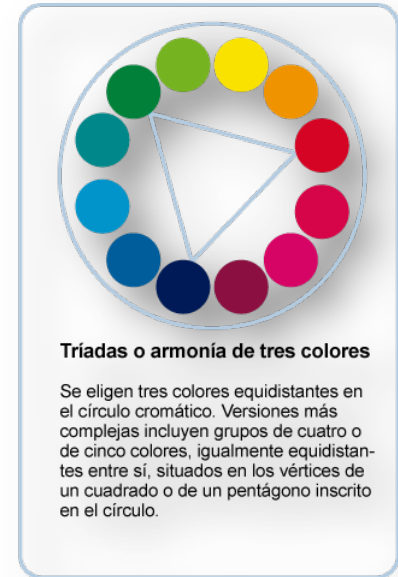 Tríadas o armonía de tres colores
Se eligen tres colores equidistantes en
el círculo cromático. Versiones más
complejas incluyen grupos de cuatro o
de cinco colores, igualmente equidistan-
tes entre sí, situados en los vértices de
un cuadrado o de un pentágono inscrito
en el círculo.